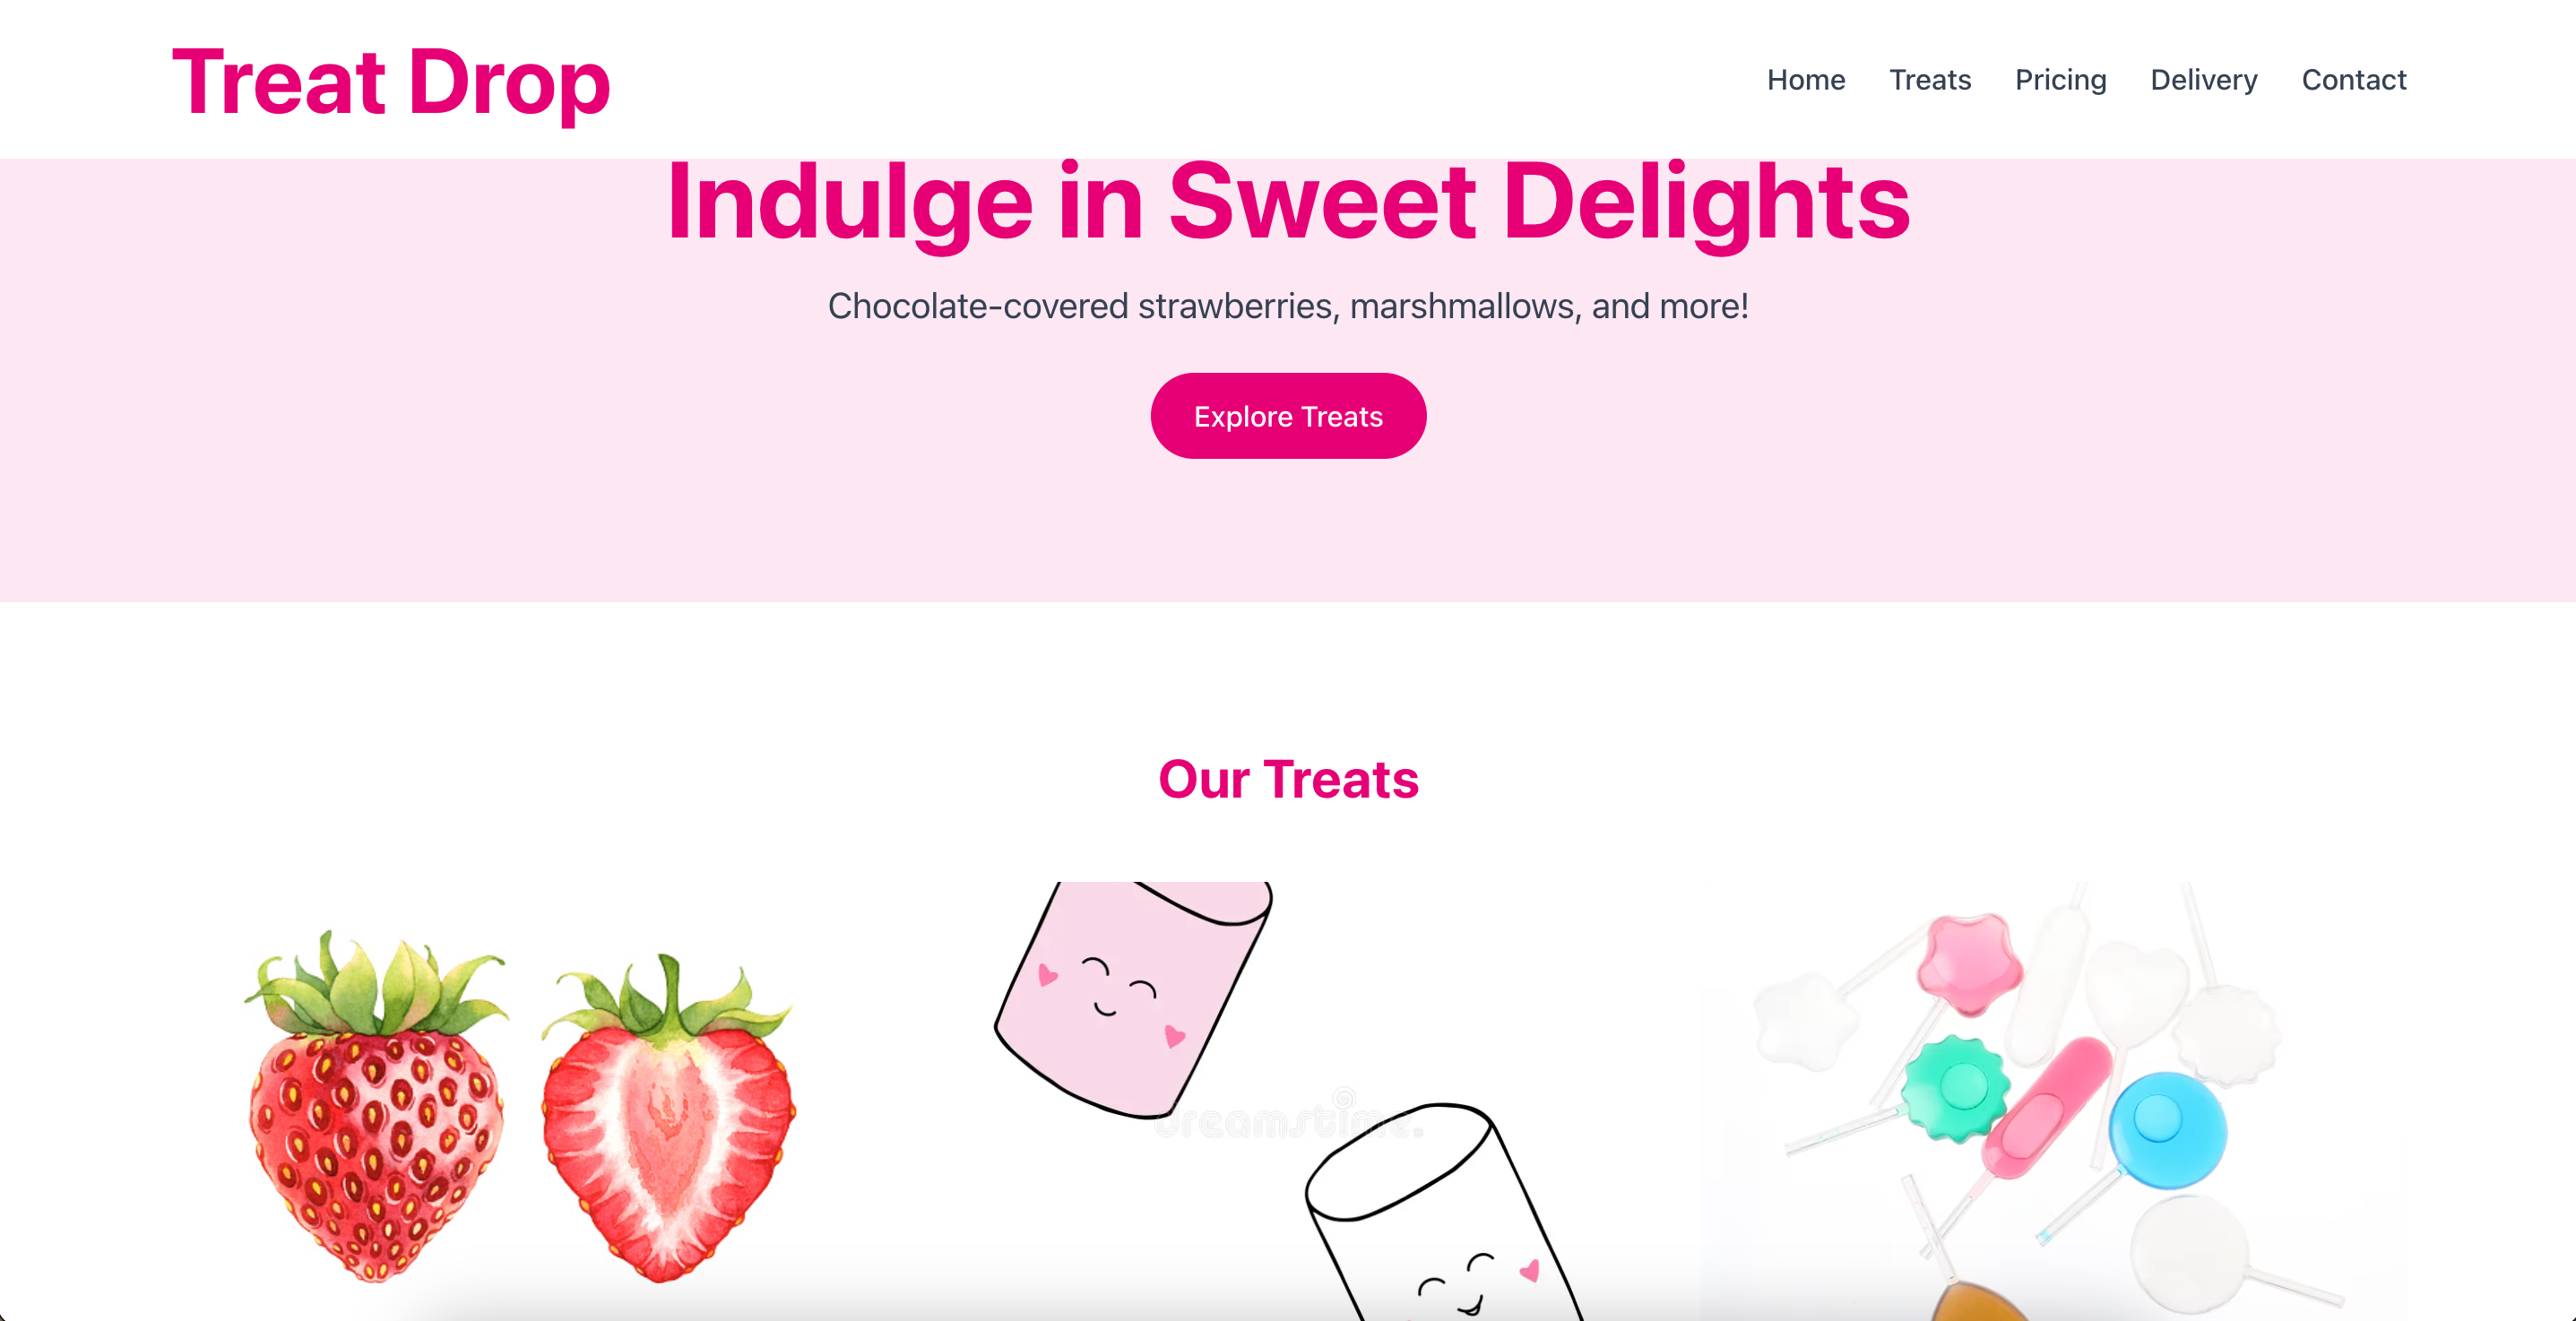 Treat Drop
Home Treats Pricing Delivery Contact
Indulge in Sweet Delights
Chocolate-covered strawberries, marshmallows, and more!
Explore Treats
Our Treats
dreamstime.